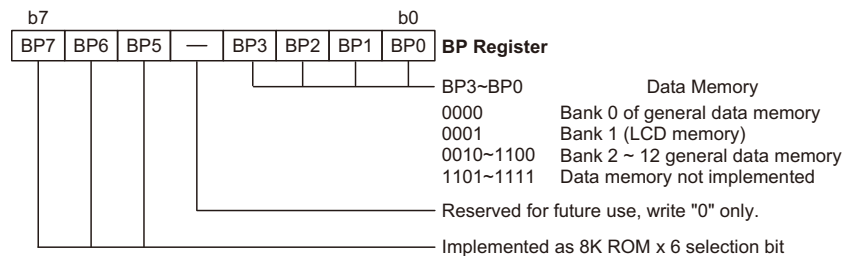 b7 b0
BP7 BP6 BP5 — BP3 BP2 BP1 BP0 BP Register
BP3~BP0 Data Memory
0000 Bank 0 of general data memory
0001 Bank 1 (LCD memory)
0010~1100 Bank 2 ~ 12 general data memory
1101~1111 Data memory not implemented
Reserved for future use, write "0" only.
Implemented as 8K ROM x 6 selection bit